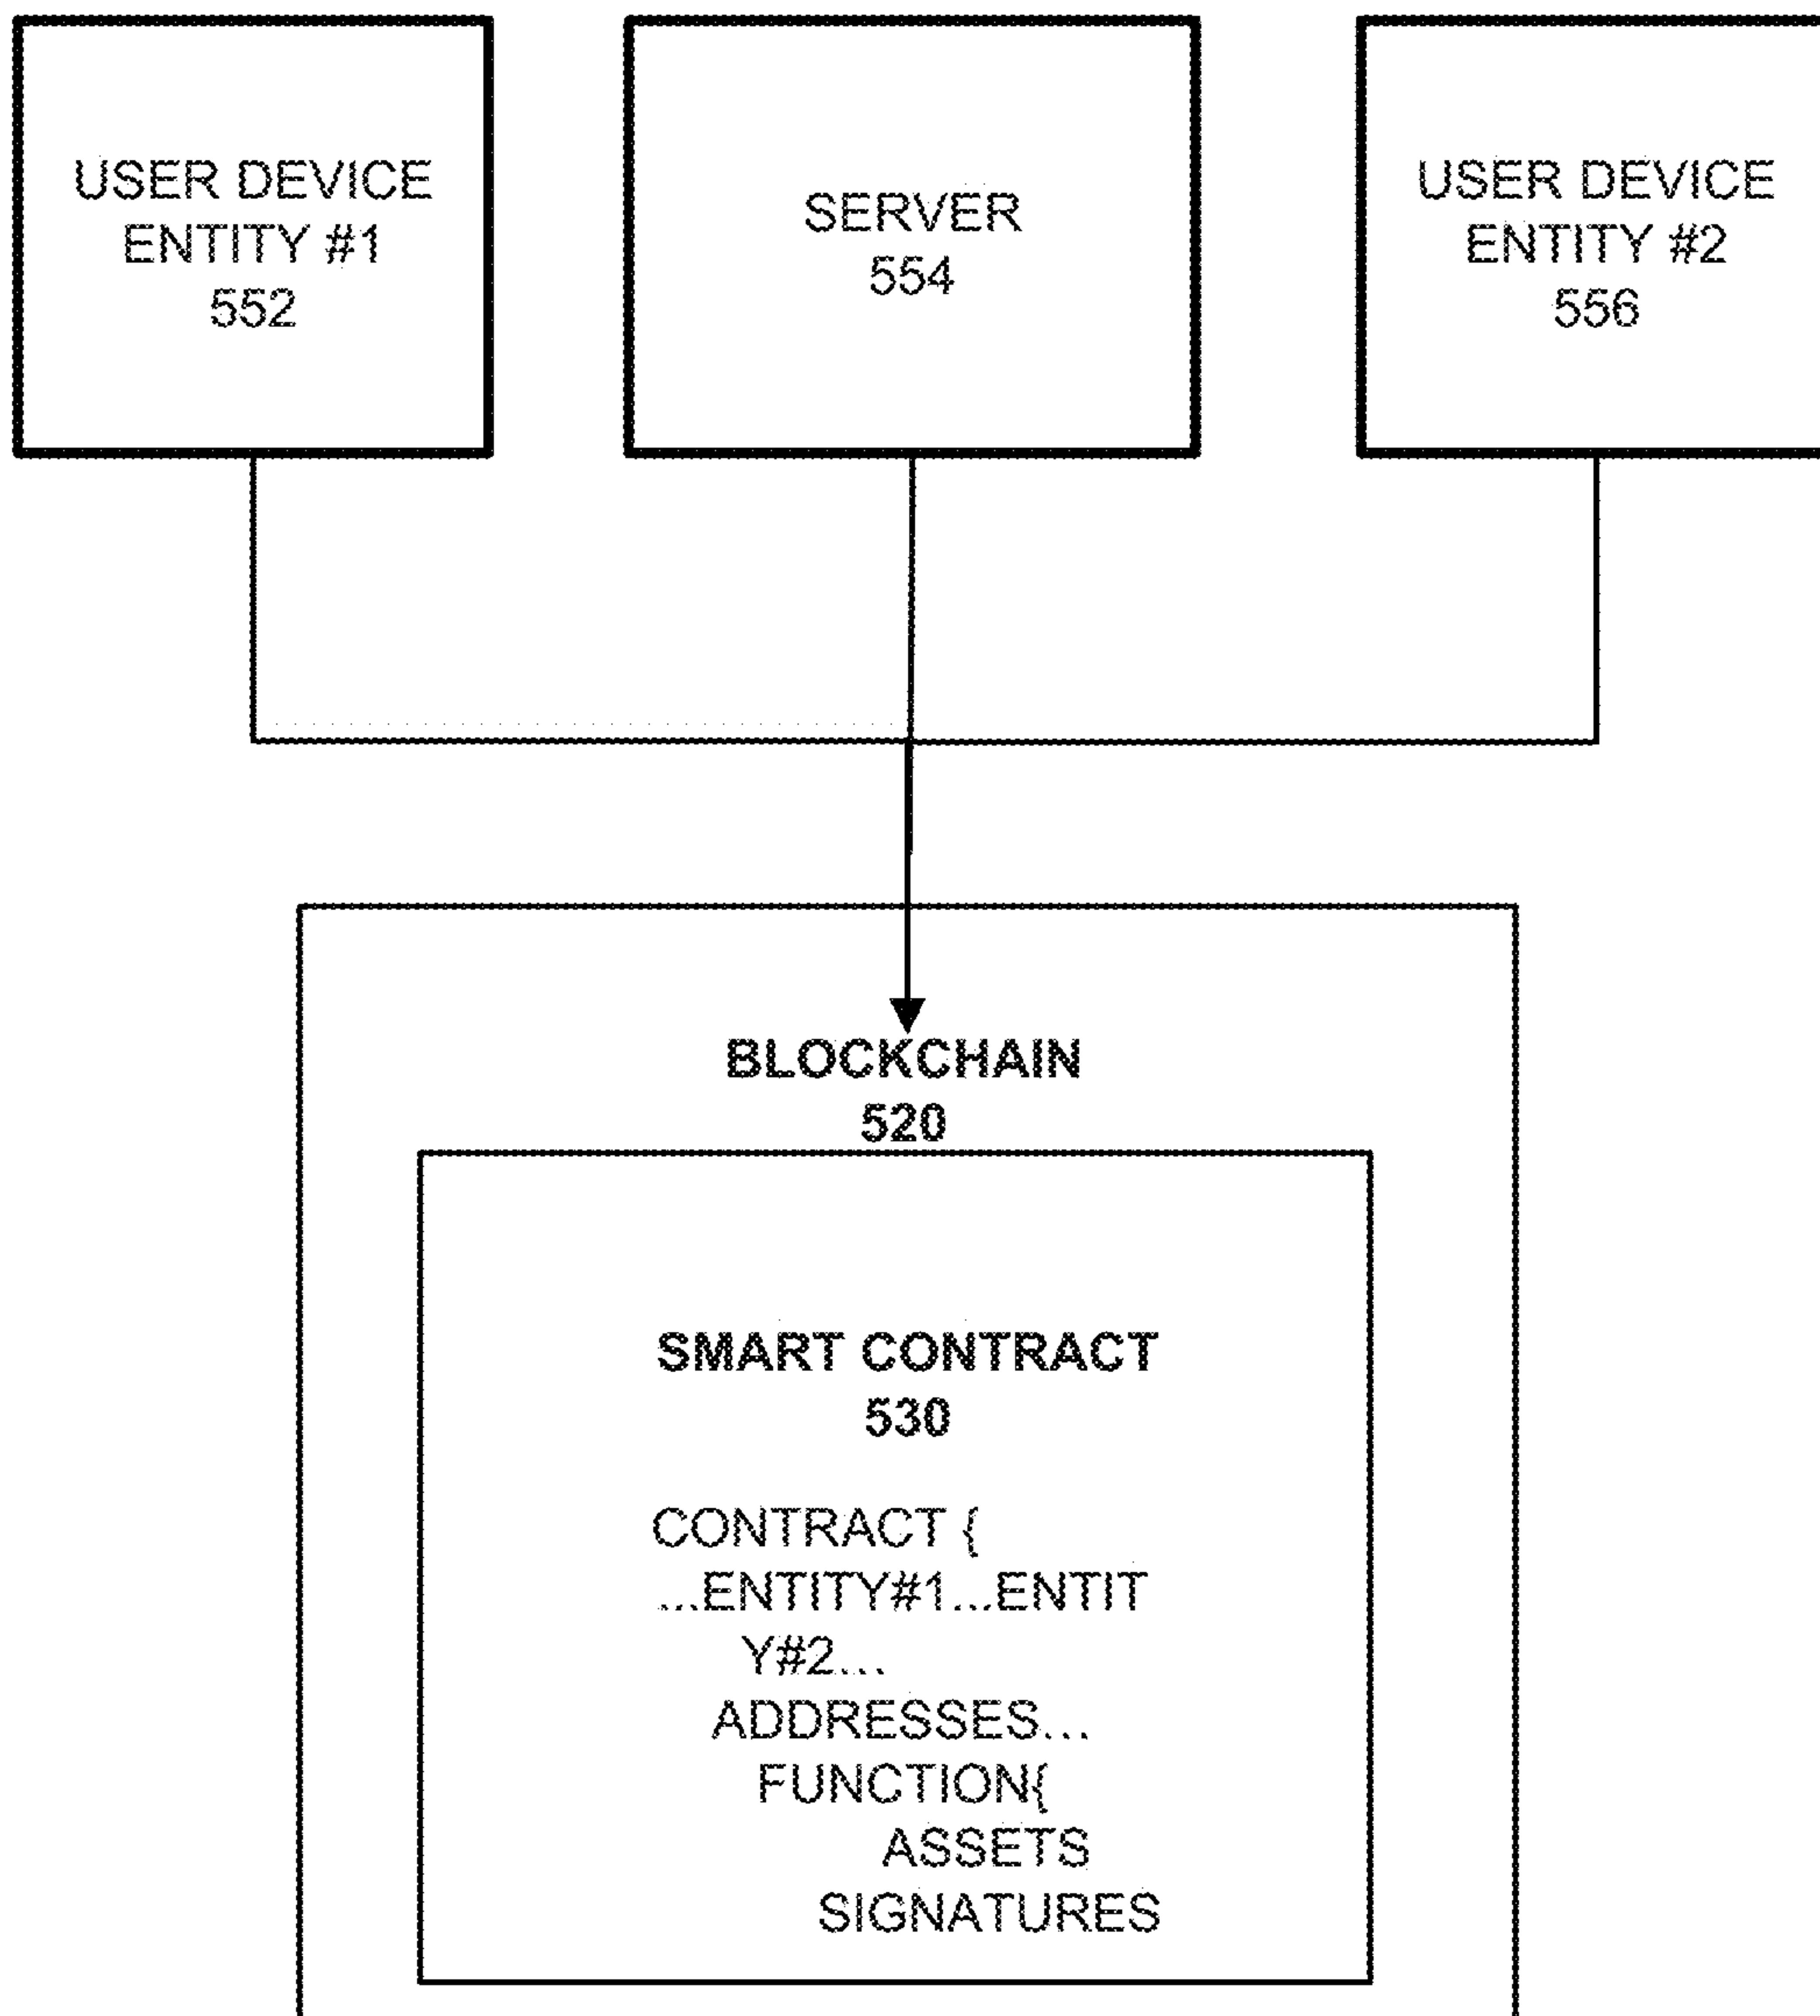 USER DEVICE
ENTITY #1
552
SERVER
554
USER DEVICE
ENTITY #2
556
BLOCKCHAIN
520
SMART CONTRACT
530
CONTRACT {
...ENTITY#1...ENTIT
Y#2...
ADDRESSES...
FUNCTION{
ASSETS
SIGNATURES